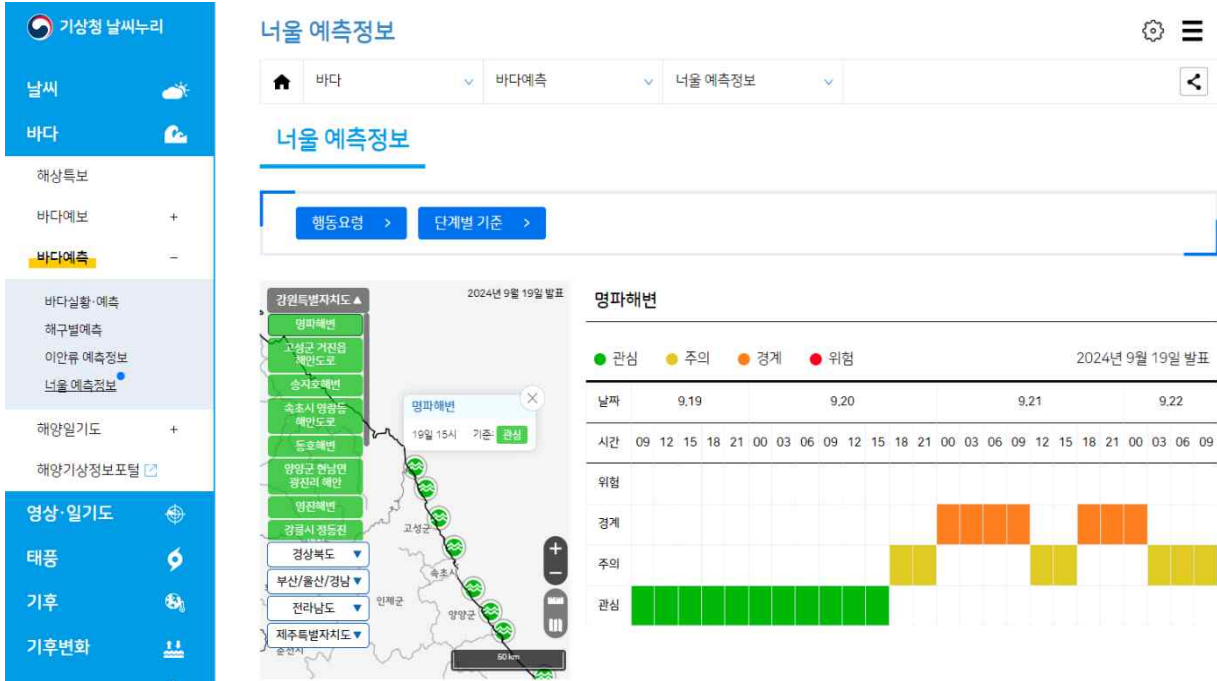 기상청 날씨누리
날씨
바다
해상특보
바다예보 +
바다예측 −
바다실황·예측
해구별예측
이안류 예측정보
너울 예측정보
해양일기도 +
해양기상정보포털
영상·일기도
태풍
기후
기후변화
너울 예측정보
바다 바다예측 너울 예측정보
너울 예측정보
행동요령 > 단계별 기준 >
강원특별자치도▲
2024년 9월 19일 발표
명파해변
고성군 거진읍
해안도로
송지호해변
속초시 영랑동
해안도로
동호해변
양양군 현남면
광진리 해안
영진해변
강릉시 정동진
경상북도 ▼
부산/울산/경남 ▼
전라남도 ▼
제주특별자치도 ▼
명파해변
19일 15시 기준: 관심
고성군
속초시
인제군
양양군
춘천시
+
−
50 km
명파해변
관심 주의 경계 위험
2024년 9월 19일 발표
날짜 9.19 9.20 9.21 9.22
시간 09 12 15 18 21 00 03 06 09 12 15 18 21 00 03 06 09 12 15 18 21 00 03 06 09
위험
경계
주의
관심